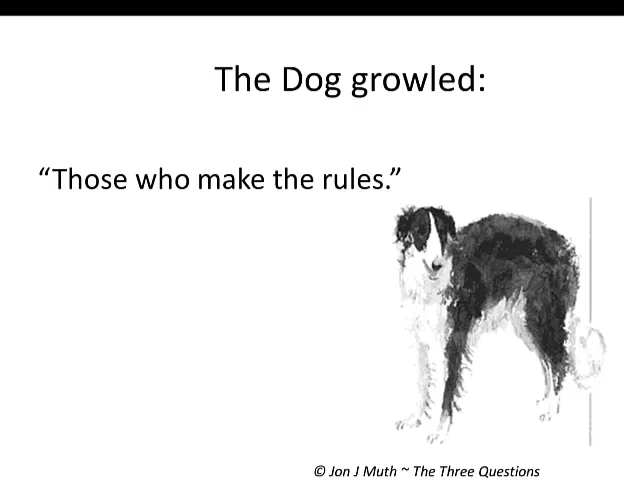 The Dog growled:
“Those who make the rules.”
© Jon J Muth ~ The Three Questions